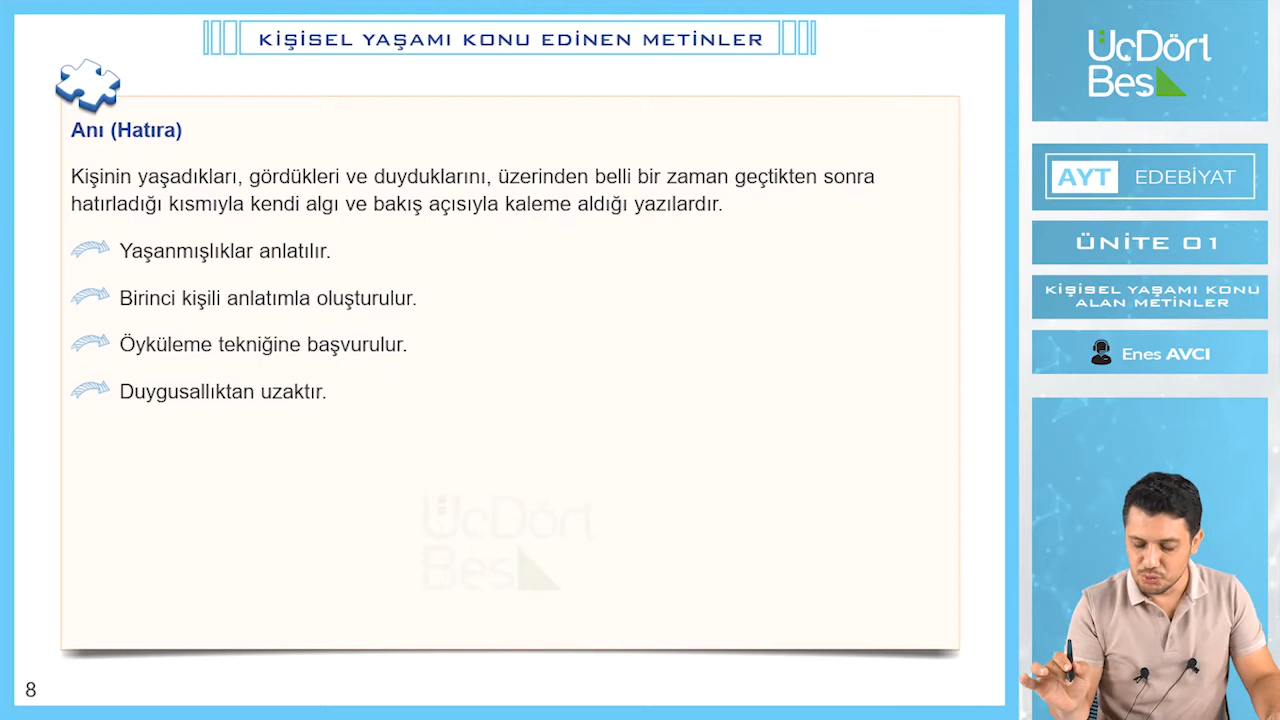 KİŞİSEL YAŞAMI KONU EDİNEN METİNLER
Anı (Hatıra)
Kişinin yaşadıkları, gördükleri ve duyduklarını, üzerinden belli bir zaman geçtikten sonra
hatırladığı kısmıyla kendi algı ve bakış açısıyla kaleme aldığı yazılardır.
Yaşanmışlıklar anlatılır.
Birinci kişili anlatımla oluşturulur.
Öyküleme tekniğine başvurulur.
Duygusallıktan uzaktır.
ÜçDört
Beş
8
ÜçDört
Beş
AYT EDEBİYAT
ÜNİTE 01
KİŞİSEL YAŞAMI KONU
ALAN METİNLER
Enes AVCI